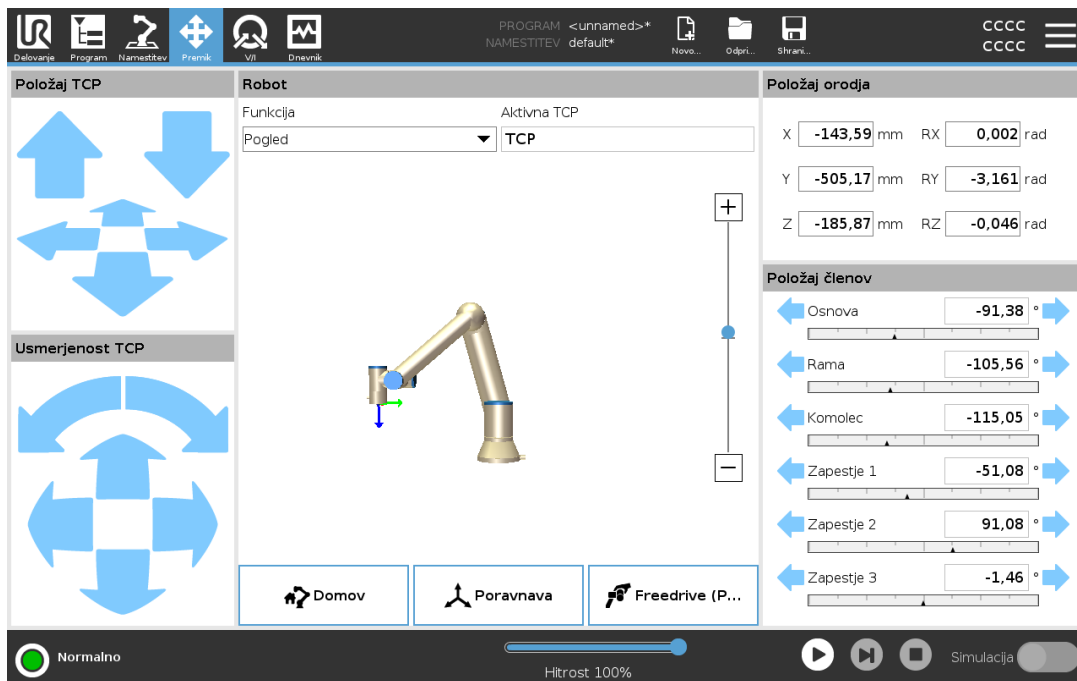 PROGRAM <unnamed>*
NAMESTITEV default*
Delovanje Program Namestitev Premik V/I Dnevnik Novo... Odpri... Shrani...
CCCC
CCCC
Položaj TCP
Robot
Funkcija Aktivna TCP
Pogled TCP
Usmerjenost TCP
Domov Poravnava Freedrive (P...
Položaj orodja
X -143,59 mm RX 0,002 rad
Y -505,17 mm RY -3,161 rad
Z -185,87 mm RZ -0,046 rad
Položaj členov
Osnova -91,38 °
Rama -105,56 °
Komolec -115,05 °
Zapestje 1 -51,08 °
Zapestje 2 91,08 °
Zapestje 3 -1,46 °
Normalno
Hitrost 100%
Simulacija